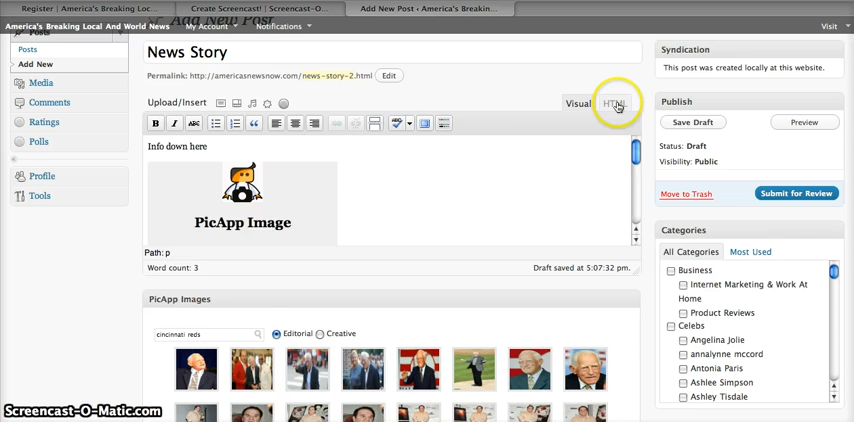 Register | America's Breaking Loc...
Create Screencast! | Screencast-O...
Add New Post ‹ America's Breakin...
Add New Post
America's Breaking Local And World News
My Account
Notifications
Visit
Posts
Posts
Add New
Media
Comments
Ratings
Polls
Profile
Tools
News Story
Permalink: http://americasnewsnow.com/news-story-2.html Edit
Upload/Insert
Visual HTML
B I ABC
ABC
Info down here
PicApp Image
Path: p
Word count: 3
Draft saved at 5:07:32 pm.
PicApp Images
cincinnati reds
Editorial Creative
Syndication
This post was created locally at this website.
Publish
Save Draft Preview
Status: Draft
Visibility: Public
Move to Trash Submit for Review
Categories
All Categories Most Used
Business
Internet Marketing & Work At
Home
Product Reviews
Celebs
Angelina Jolie
annalynne mccord
Antonia Paris
Ashlee Simpson
Ashley Tisdale
Screencast-O-Matic.com